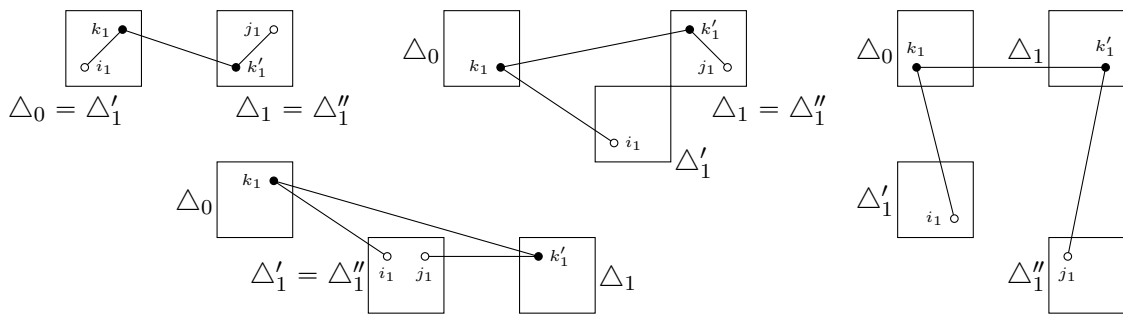 k₁ j₁
i₁ k′₁
△₀ = △′₁ △₁ = △″₁
△₀ k′₁
k₁ j₁
i₁ △₁ = △″₁
△′₁
△₀ k₁ △₁ k′₁
△′₁ i₁
△″₁ j₁
k₁
△₀
△′₁ = △″₁ i₁ j₁ k′₁ △₁